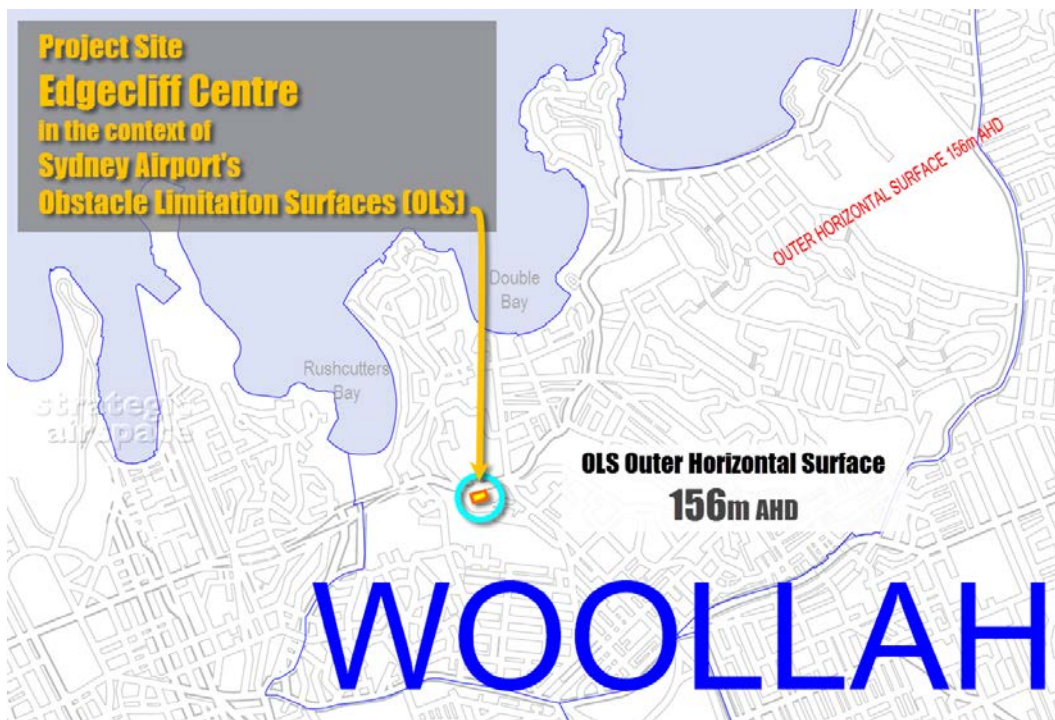 Project Site
Edgecliff Centre
in the context of
Sydney Airport's
Obstacle Limitation Surfaces (OLS)
OUTER HORIZONTAL SURFACE 156m AHD
Double
Bay
Rushcutters
Bay
strategic
airspace
OLS Outer Horizontal Surface
156m AHD
WOOLLAH